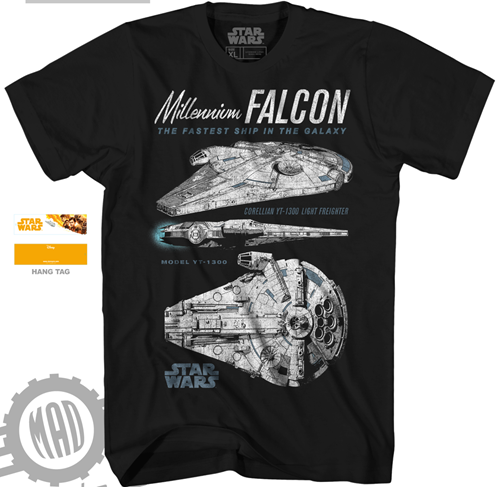 STAR
WARS
XL
Millennium FALCON
THE FASTEST SHIP IN THE GALAXY
CORELLIAN YT-1300 LIGHT FREIGHTER
MODEL YT-1300
STAR
WARS
STAR
WARS
HANG TAG
MAD